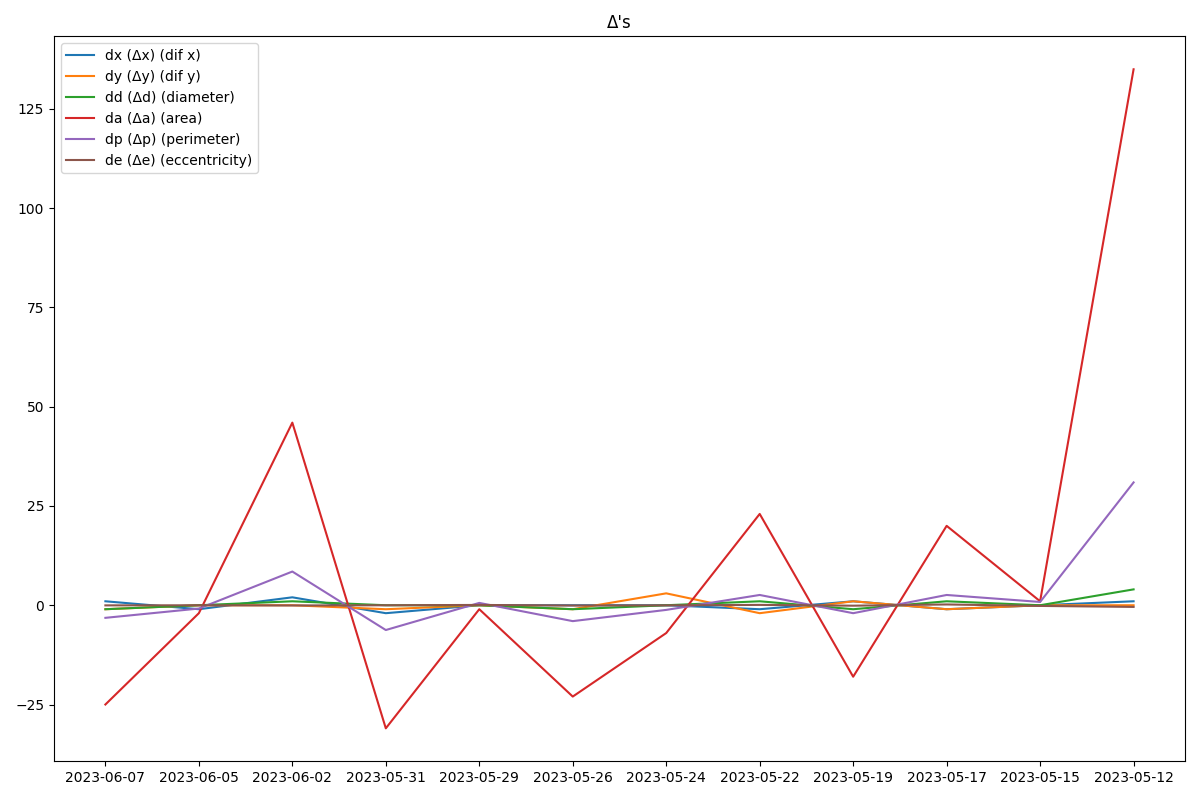 Δ's
dx (Δx) (dif x)
dy (Δy) (dif y)
dd (Δd) (diameter)
da (Δa) (area)
dp (Δp) (perimeter)
de (Δe) (eccentricity)
125
100
75
50
25
0
−25
2023-06-07 2023-06-05 2023-06-02 2023-05-31 2023-05-29 2023-05-26 2023-05-24 2023-05-22 2023-05-19 2023-05-17 2023-05-15 2023-05-12